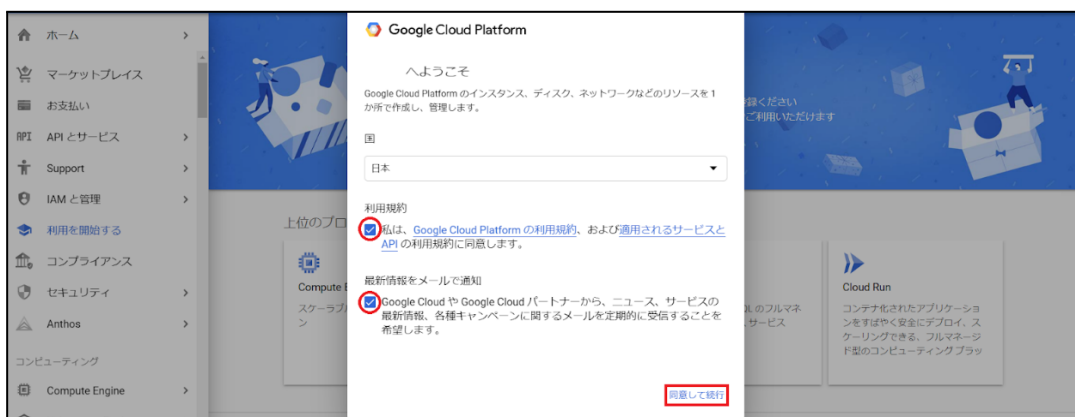 ホーム
マーケットプレイス
お支払い
API API とサービス
Support
IAM と管理
利用を開始する
コンプライアンス
セキュリティ
Anthos
コンピューティング
Compute Engine
Google Cloud Platform
へようこそ
Google Cloud Platform のインスタンス、ディスク、ネットワークなどのリソースを 1
か所で作成し、管理します。
国
日本
利用規約
私は、Google Cloud Platform の利用規約、および適用されるサービスと
API の利用規約に同意します。
最新情報をメールで通知
Google Cloud や Google Cloud パートナーから、ニュース、サービスの
最新情報、各種キャンペーンに関するメールを定期的に受信することを
希望します。
同意して続行
録ください
ご利用いただけます
上位のプロ
Compute E
スケーラブル
ン
のフルマネ
サービス
Cloud Run
コンテナ化されたアプリケーショ
ンをすばやく安全にデプロイ、ス
ケーリングできる、フルマネージ
ド型のコンピューティング プラッ